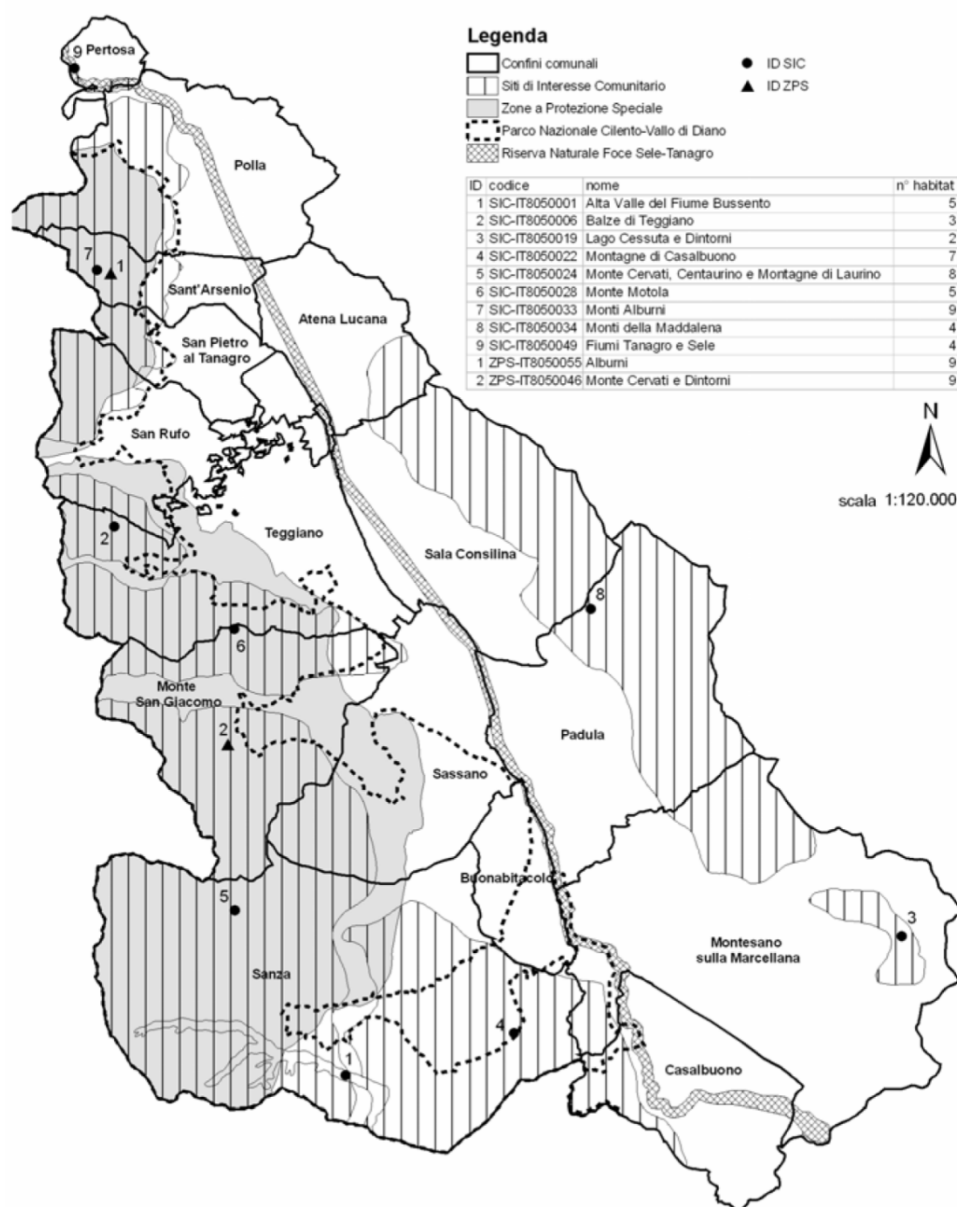 Legenda
Confini comunali
Siti di Interesse Comunitario
Zone a Protezione Speciale
Parco Nazionale Cilento-Vallo di Diano
Riserva Naturale Foce Sele-Tanagro
ID SIC
ID ZPS
ID codice nome n° habitat
1 SIC-IT8050001 Alta Valle del Fiume Bussento 5
2 SIC-IT8050006 Balze di Teggiano 3
3 SIC-IT8050019 Lago Cessuta e Dintorni 2
4 SIC-IT8050022 Montagne di Casalbuono 7
5 SIC-IT8050024 Monte Cervati, Centaurino e Montagne di Laurino 8
6 SIC-IT8050028 Monte Motola 5
7 SIC-IT8050033 Monti Alburni 9
8 SIC-IT8050034 Monti della Maddalena 4
9 SIC-IT8050049 Fiumi Tanagro e Sele 4
1 ZPS-IT8050055 Alburni 9
2 ZPS-IT8050046 Monte Cervati e Dintorni 9
N
scala 1:120.000
9
Pertosa
Polla
7
1
Sant'Arsenio
Atena Lucana
San Pietro
al Tanagro
San Rufo
2
Teggiano
Sala Consilina
8
6
Monte
San Giacomo
2
Padula
Sassano
Buonabitacolo
5
3
Montesano
sulla Marcellana
Sanza
4
1
Casalbuono